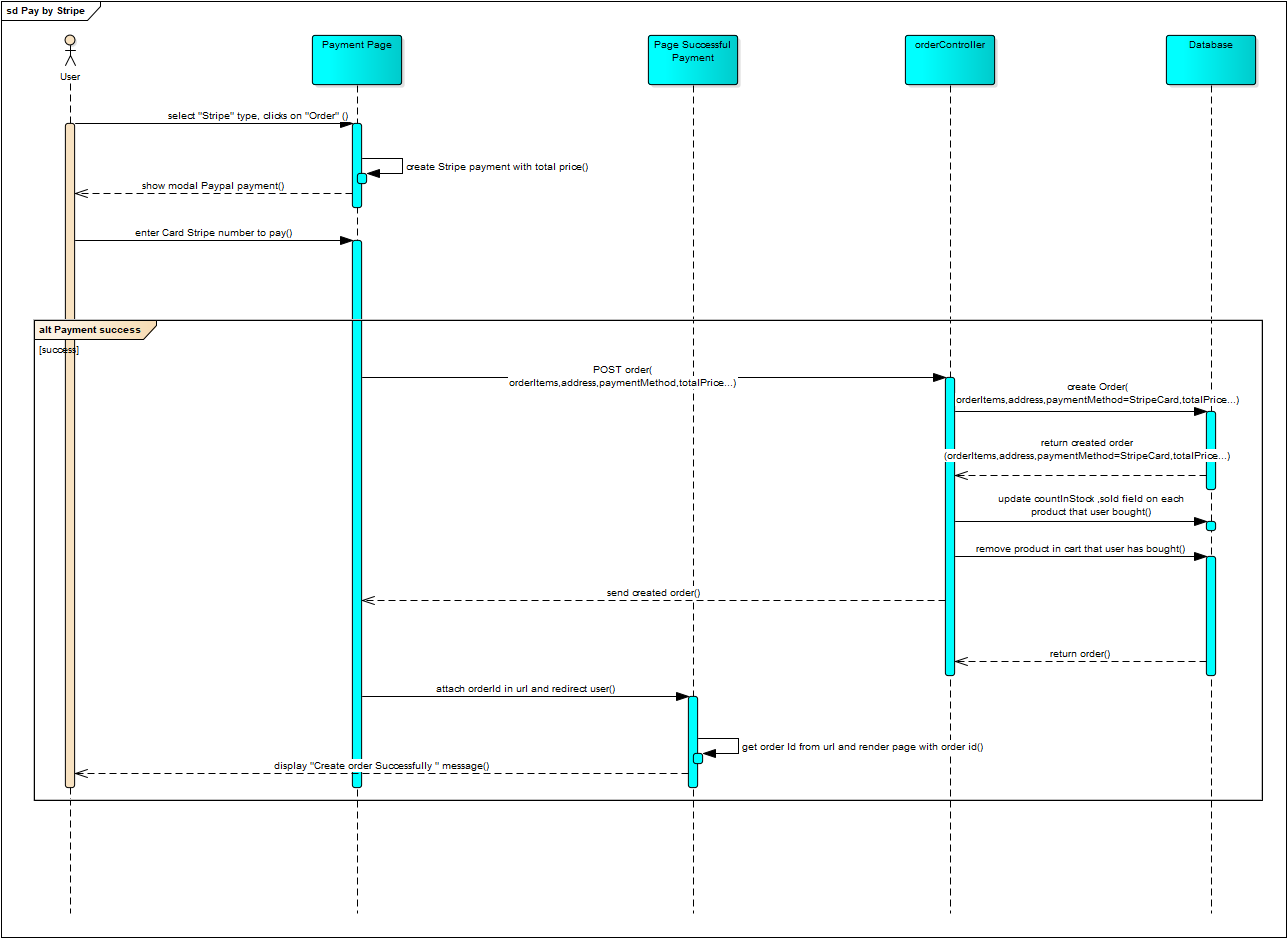 sd Pay by Stripe
User
Payment Page
Page Successful
Payment
orderController
Database
select "Stripe" type, clicks on "Order" ()
create Stripe payment with total price()
show modal Paypal payment()
enter Card Stripe number to pay()
alt Payment success
[success]
POST order(
orderItems,address,paymentMethod,totalPrice...)
create Order(
orderItems,address,paymentMethod=StripeCard,totalPrice...)
return created order
(orderItems,address,paymentMethod=StripeCard,totalPrice...)
update countInStock ,sold field on each
product that user bought()
remove product in cart that user has bought()
send created order()
return order()
attach orderId in url and redirect user()
get order Id from url and render page with order id()
display "Create order Successfully " message()